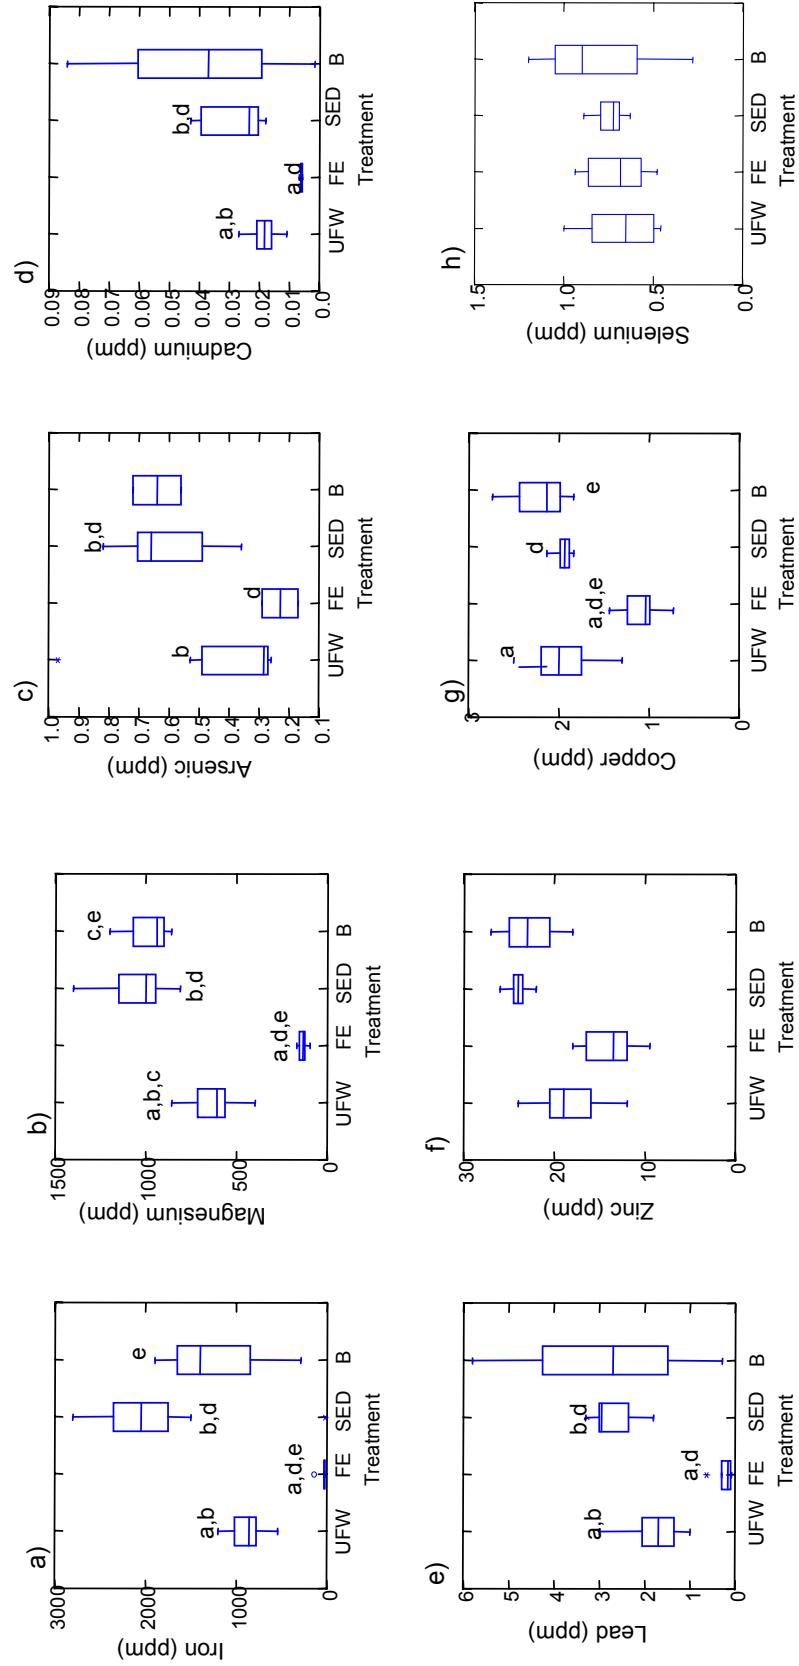 a)
Iron (ppm)
3000
2000
1000
0
a,b
a,d,e
b,d
e
UFW FE SED B
Treatment
b)
Magnesium (ppm)
1500
1000
500
0
a,b,c
a,d,e
b,d
c,e
UFW FE SED B
Treatment
c)
Arsenic (ppm)
1.0
0.9
0.8
0.7
0.6
0.5
0.4
0.3
0.2
0.1
b
d
b,d
UFW FE SED B
Treatment
d)
Cadmium (ppm)
0.09
0.08
0.07
0.06
0.05
0.04
0.03
0.02
0.01
0.0
a,b
a,d
b,d
UFW FE SED B
Treatment
e)
Lead (ppm)
6
5
4
3
2
1
0
a,b
a,d
b,d
UFW FE SED B
Treatment
f)
Zinc (ppm)
30
20
10
0
UFW FE SED B
Treatment
g)
Copper (ppm)
3
2
1
0
a
a,d,e
d
e
UFW FE SED B
Treatment
h)
Selenium (ppm)
1.5
1.0
0.5
0.0
UFW FE SED B
Treatment